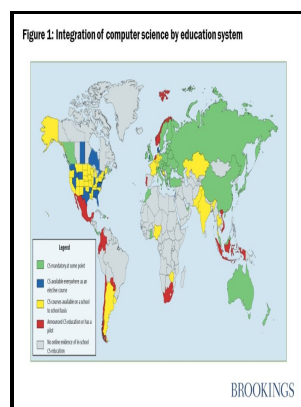 Figure 1: Integration of computer science by education system
Legend
CS mandatory at some point
CS available everywhere as an
elective course
CS courses available on a school
to school basis
Announced CS education or has a
pilot
No online evidence of in-school
CS education
BROOKINGS